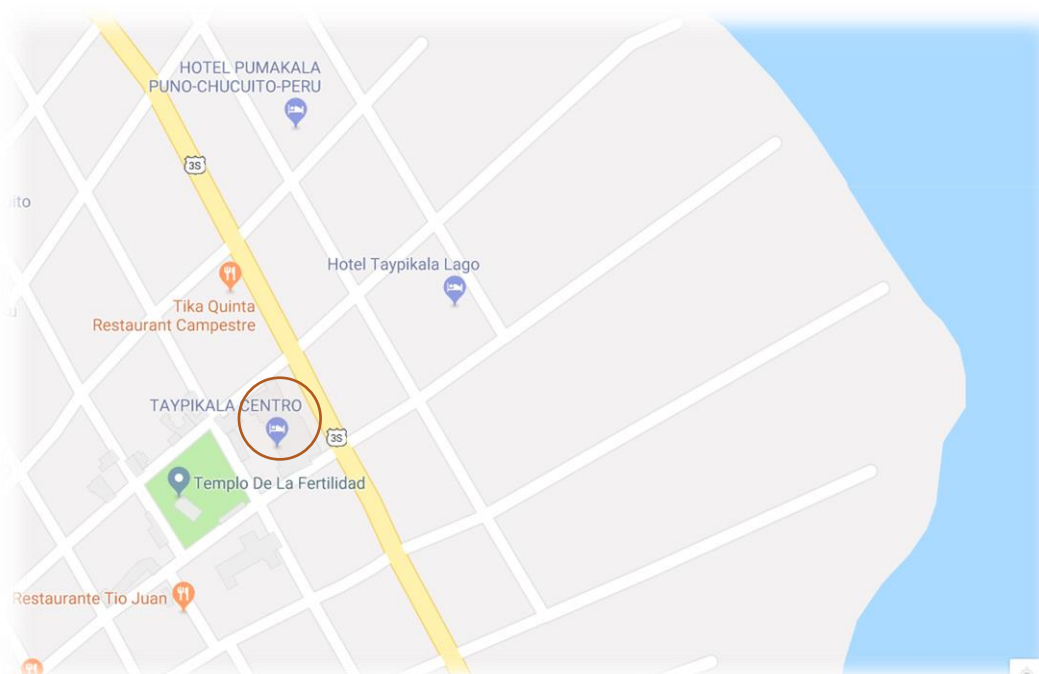 HOTEL PUMAKALA
PUNO-CHUCUITO-PERU
3S
ito
Hotel Taypikala Lago
Tika Quinta
Restaurant Campestre
TAYPIKALA CENTRO
3S
Templo De La Fertilidad
Restaurante Tio Juan